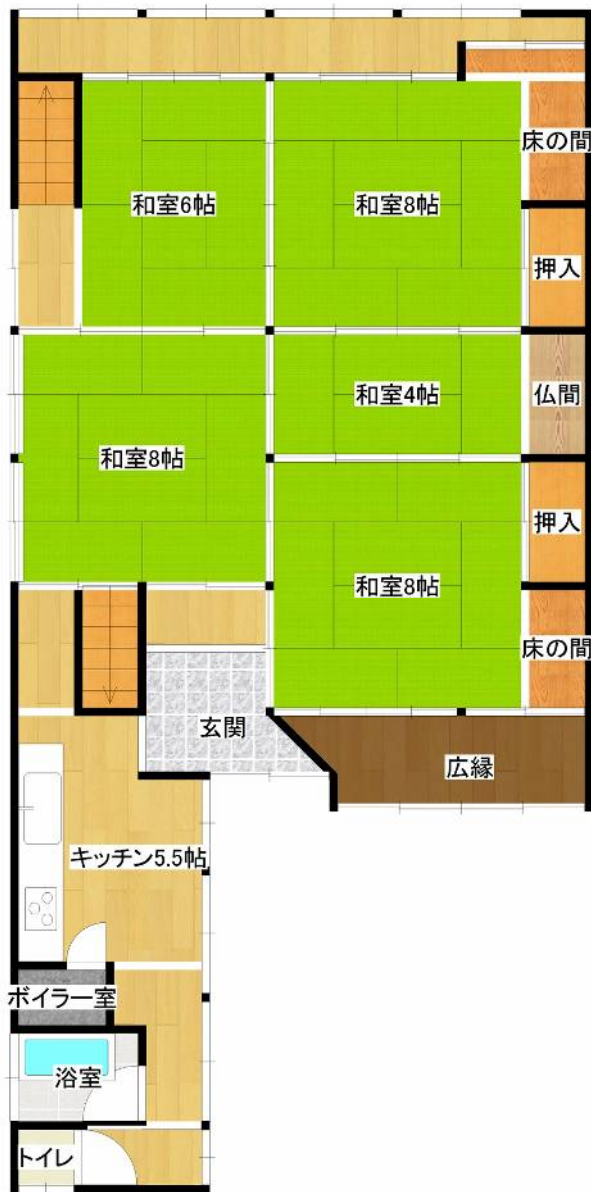 床の間
和室6帖
和室8帖
押入
和室4帖
仏間
和室8帖
押入
和室8帖
床の間
玄関
広縁
キッチン5.5帖
ボイラー室
浴室
トイレ